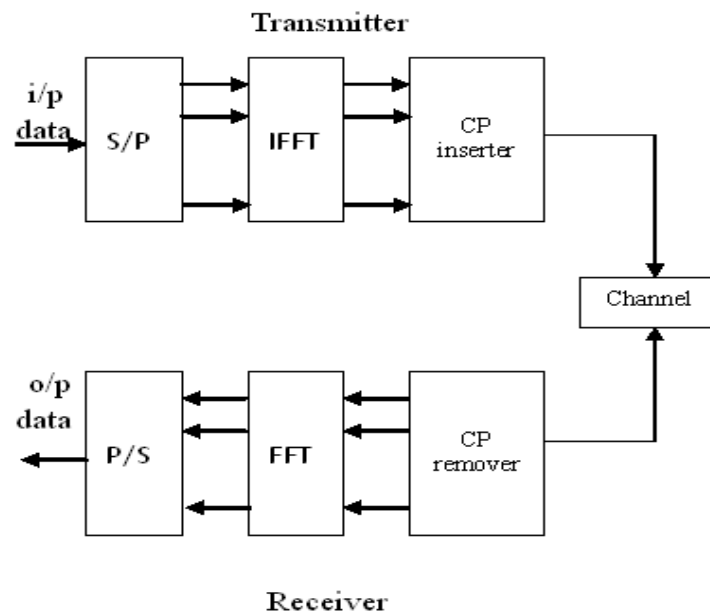 Transmitter
i/p
data
S/P
IFFT
CP
inserter
Channel
o/p
data
P/S
FFT
CP
remover
Receiver